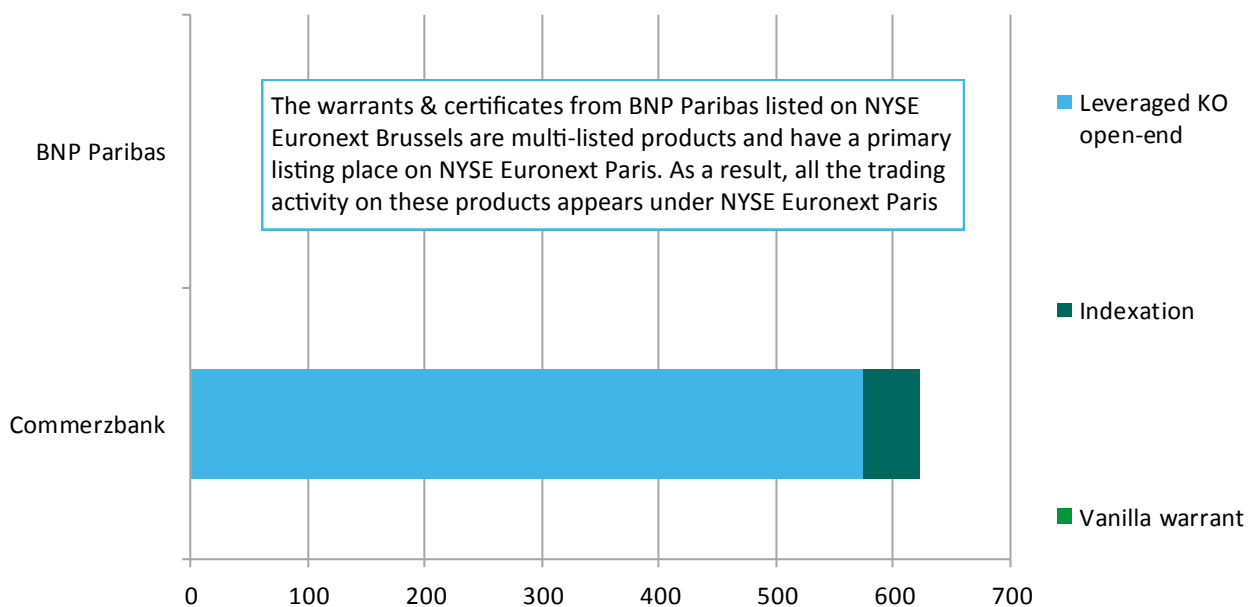 BNP Paribas
The warrants & certificates from BNP Paribas listed on NYSE
Euronext Brussels are multi-listed products and have a primary
listing place on NYSE Euronext Paris. As a result, all the trading
activity on these products appears under NYSE Euronext Paris
Leveraged KO
open-end
Indexation
Commerzbank
Vanilla warrant
0 100 200 300 400 500 600 700